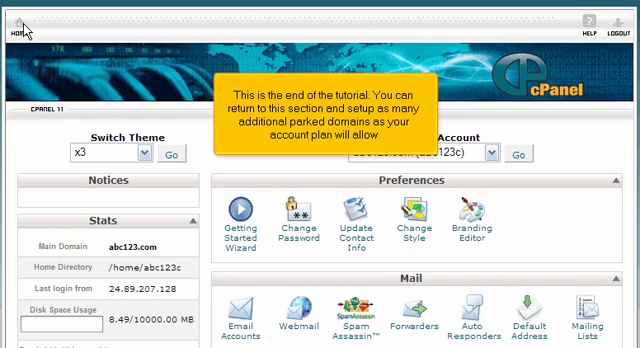 HOME
HELP
LOGOUT
cPanel
CPANEL 11
This is the end of the tutorial. You can
return to this section and setup as many
additional parked domains as your
account plan will allow
Switch Theme
x3
Go
Account
(abc123c)
Go
Notices
Stats
Main Domain abc123.com
Home Directory /home/abc123c
Last login from 24.89.207.128
Disk Space Usage
8.49/10000.00 MB
Preferences
Getting
Started
Wizard
Change
Password
Update
Contact
Info
Change
Style
Branding
Editor
Mail
Email
Accounts
Webmail
SpamAssassin
Spam
Assassin™
Forwarders
Auto
Responders
Default
Address
Mailing
Lists